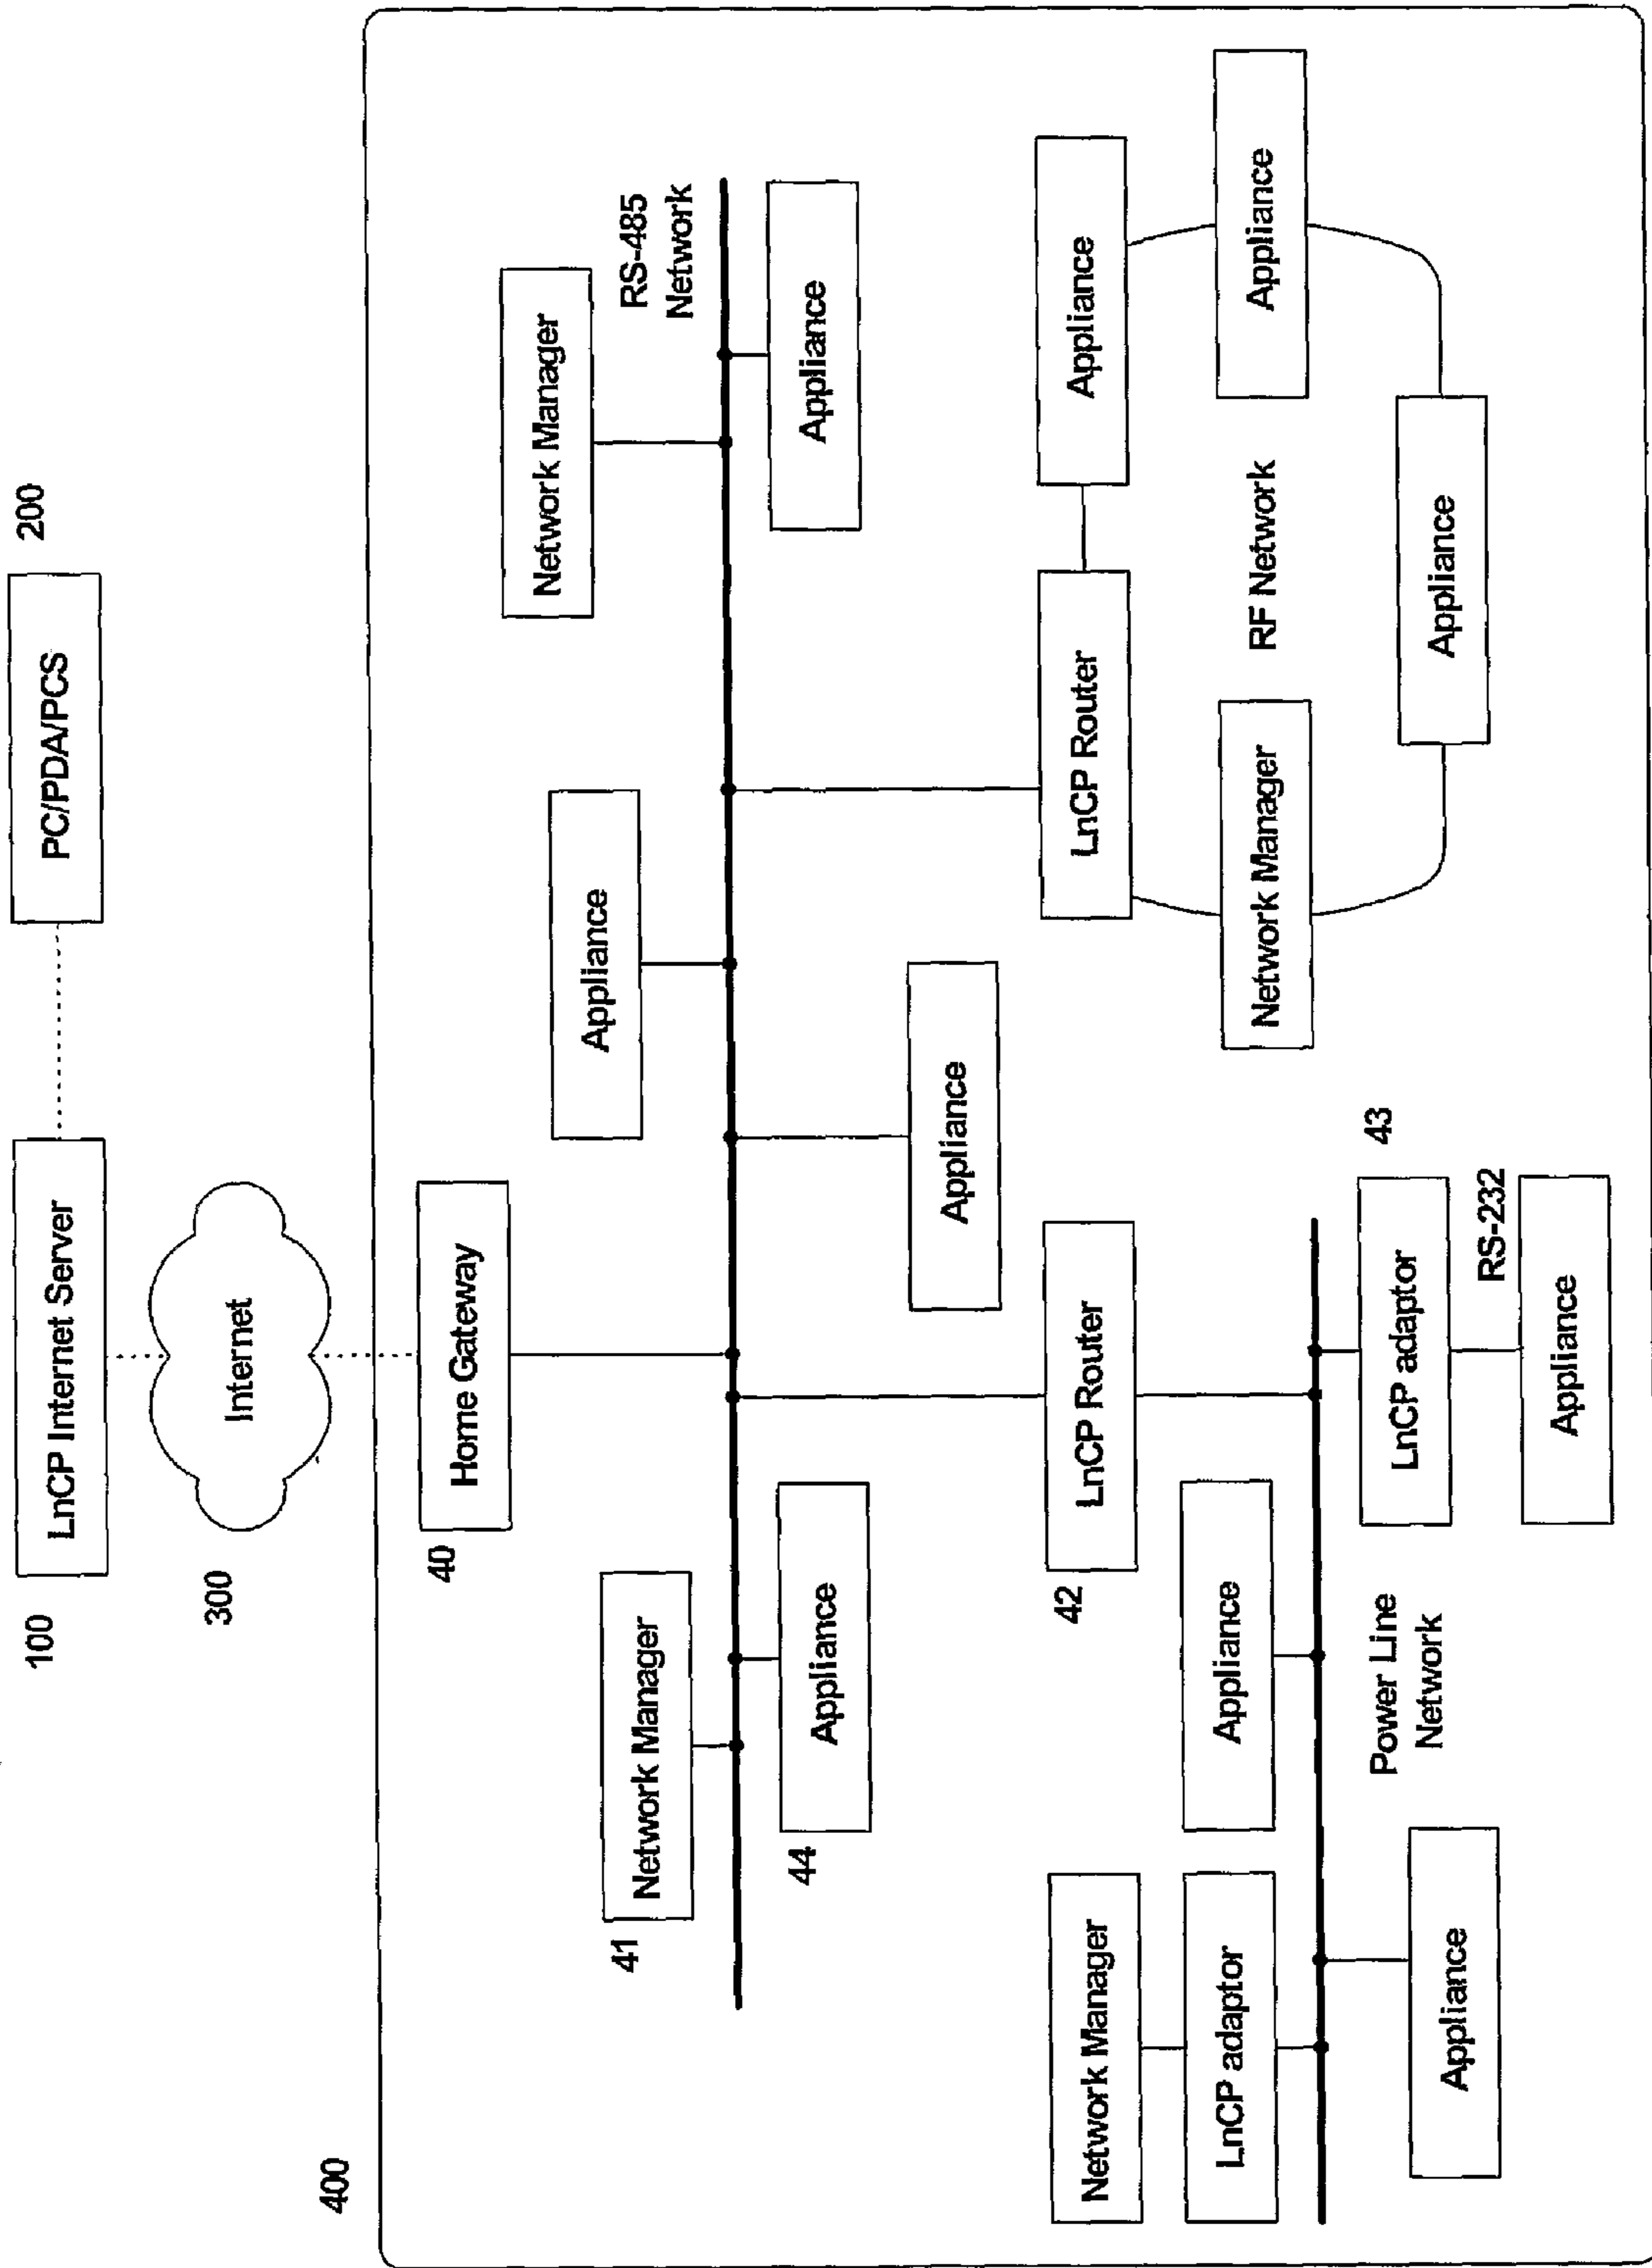 100
LnCP Internet Server
PC/PDA/PCS
200
300
Internet
400
40
Home Gateway
41
Network Manager
Appliance
Network Manager
RS-485
Network
44
Appliance
Appliance
Appliance
42
LnCP Router
LnCP Router
Appliance
Network Manager
LnCP adaptor
Appliance
Network Manager
RF Network
Appliance
Power Line
Network
LnCP adaptor
43
Appliance
Appliance
RS-232
Appliance